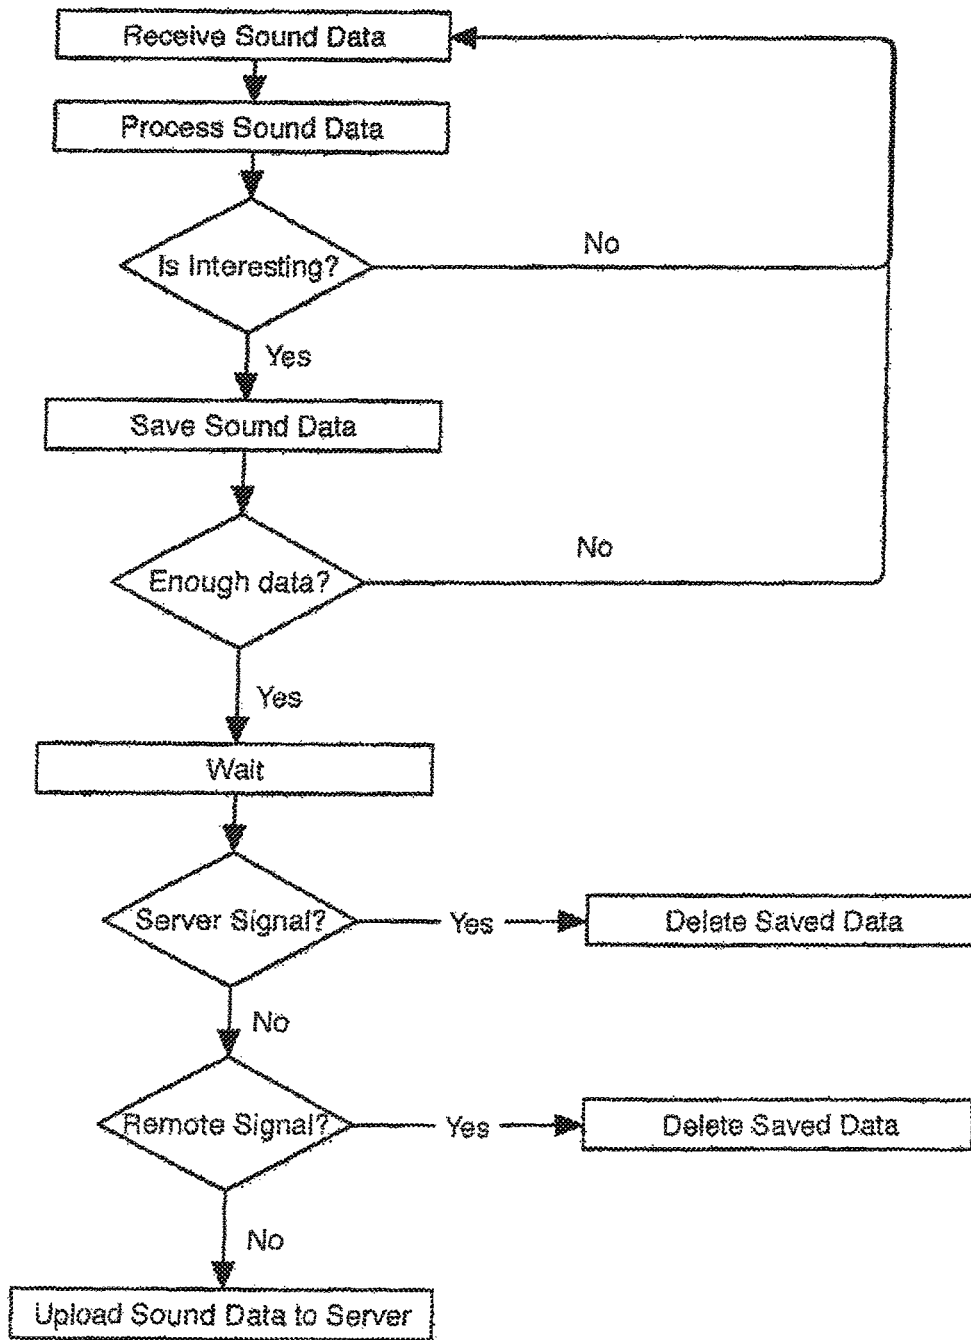 Receive Sound Data
Process Sound Data
Is Interesting?
No
Yes
Save Sound Data
Enough data?
No
Yes
Wait
Server Signal?
Yes
Delete Saved Data
No
Remote Signal?
Yes
Delete Saved Data
No
Upload Sound Data to Server